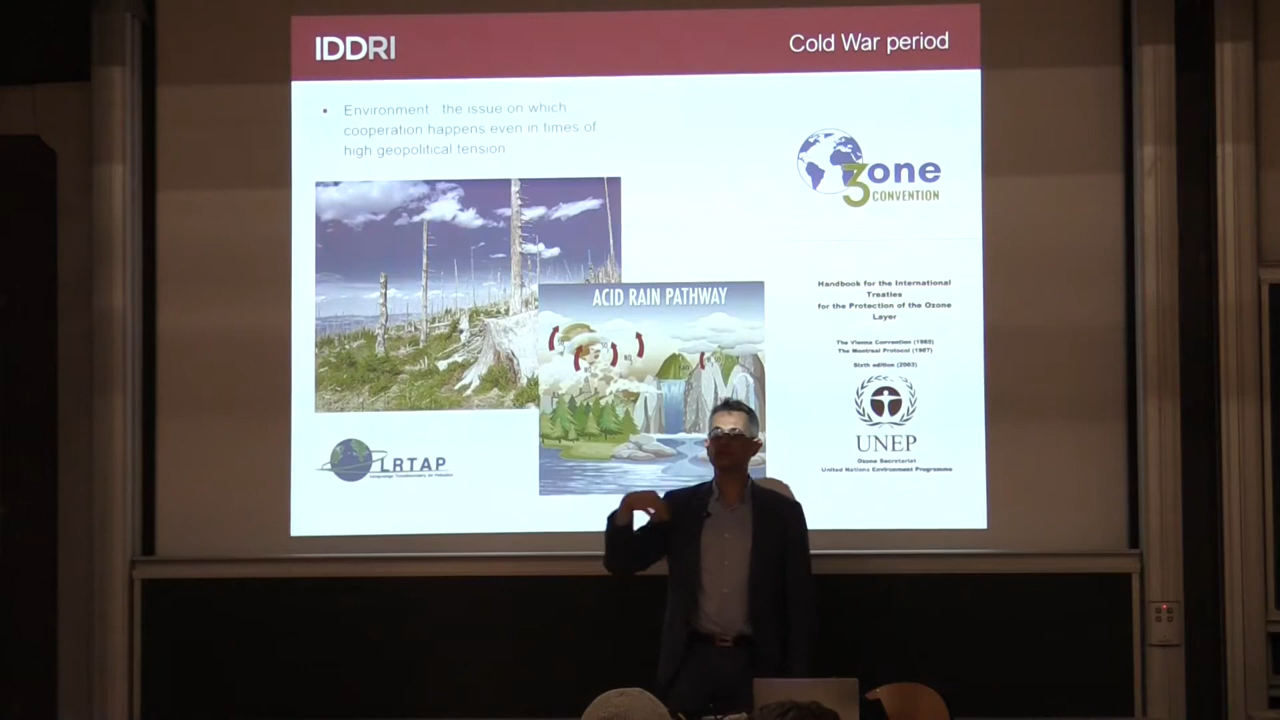 IDDRI
Cold War period
Environment : the issue on which
cooperation happens even in times of
high geopolitical tension
3one
CONVENTION
ACID RAIN PATHWAY
Handbook for the International
Treaties
for the Protection of the Ozone
Layer
The Vienna Convention (1985)
The Montreal Protocol (1987)
Sixth edition (2003)
UNEP
Ozone Secretariat
United Nations Environment Programme
LRTAP